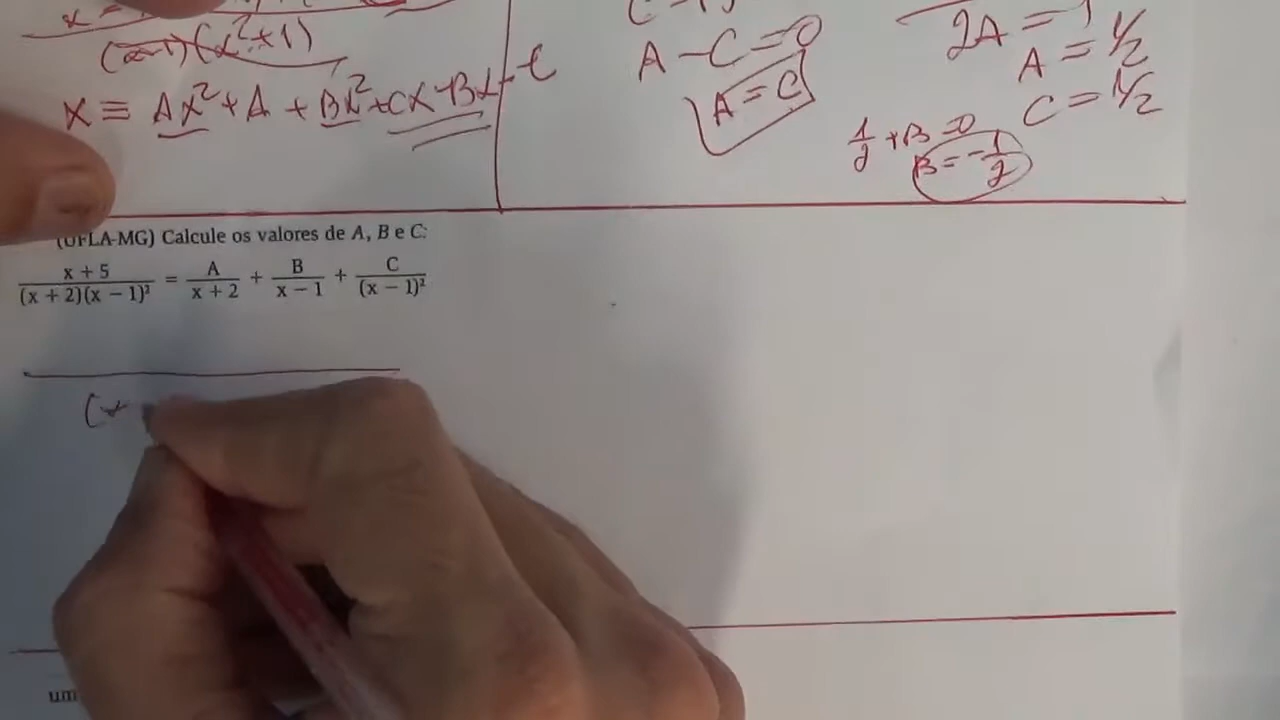 (x-1)(x²+1)
x ≡ Ax² + A + Bx² + Cx - Bx - C
A - C = 0
A = C
2A = 1
A = 1/2
C = 1/2
1/2 + B = 0
B = -1/2
(UFLA-MG) Calcule os valores de A, B e C:
x + 5 / (x + 2)(x − 1)² = A / x + 2 + B / x − 1 + C / (x − 1)²
(x
um